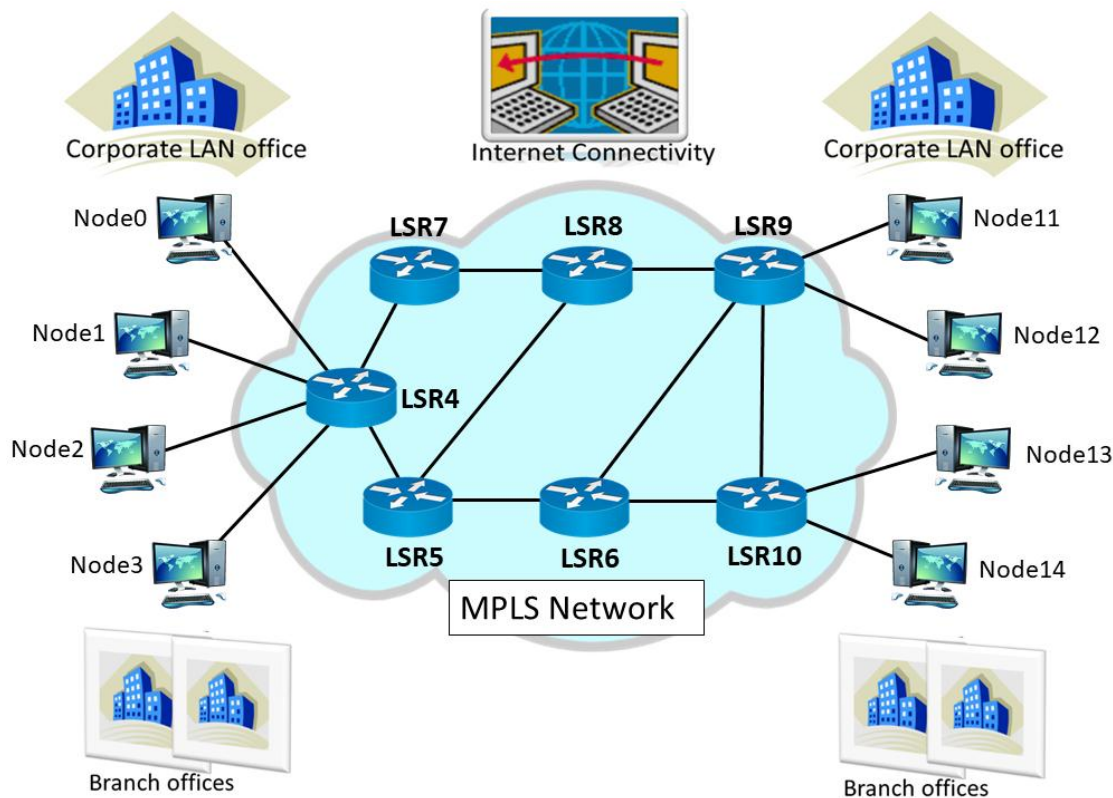 Corporate LAN office
Internet Connectivity
Corporate LAN office
Node0
LSR7
LSR8
LSR9
Node11
Node1
Node12
LSR4
Node2
Node13
Node3
LSR5
LSR6
LSR10
Node14
MPLS Network
Branch offices
Branch offices